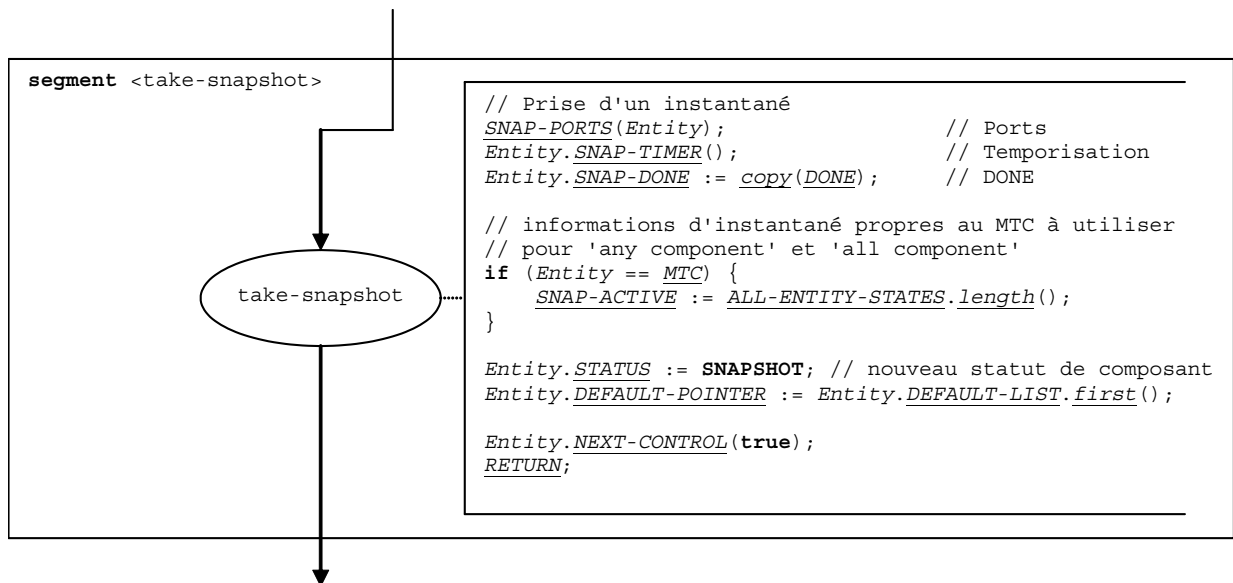 segment <take-snapshot>
// Prise d'un instantané
SNAP-PORTS(Entity); // Ports
Entity.SNAP-TIMER(); // Temporisation
Entity.SNAP-DONE := copy(DONE); // DONE
// informations d'instantané propres au MTC à utiliser
// pour 'any component' et 'all component'
if (Entity == MTC) {
SNAP-ACTIVE := ALL-ENTITY-STATES.length();
}
take-snapshot
Entity.STATUS := SNAPSHOT; // nouveau statut de composant
Entity.DEFAULT-POINTER := Entity.DEFAULT-LIST.first();
Entity.NEXT-CONTROL(true);
RETURN;